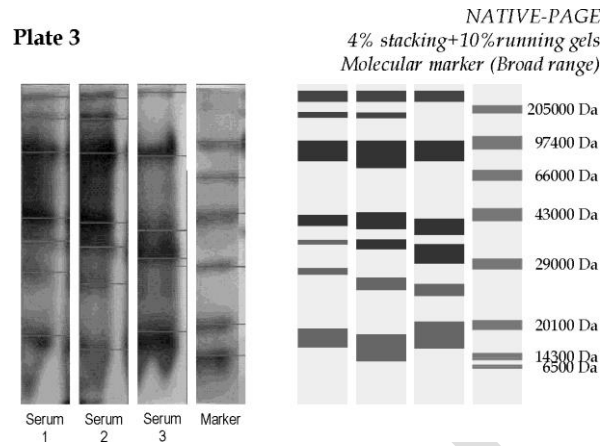 Plate 3
NATIVE-PAGE
4% stacking+10%running gels
Molecular marker (Broad range)
205000 Da
97400 Da
66000 Da
43000 Da
29000 Da
20100 Da
14300 Da
6500 Da
Serum 1
Serum 2
Serum 3
Marker